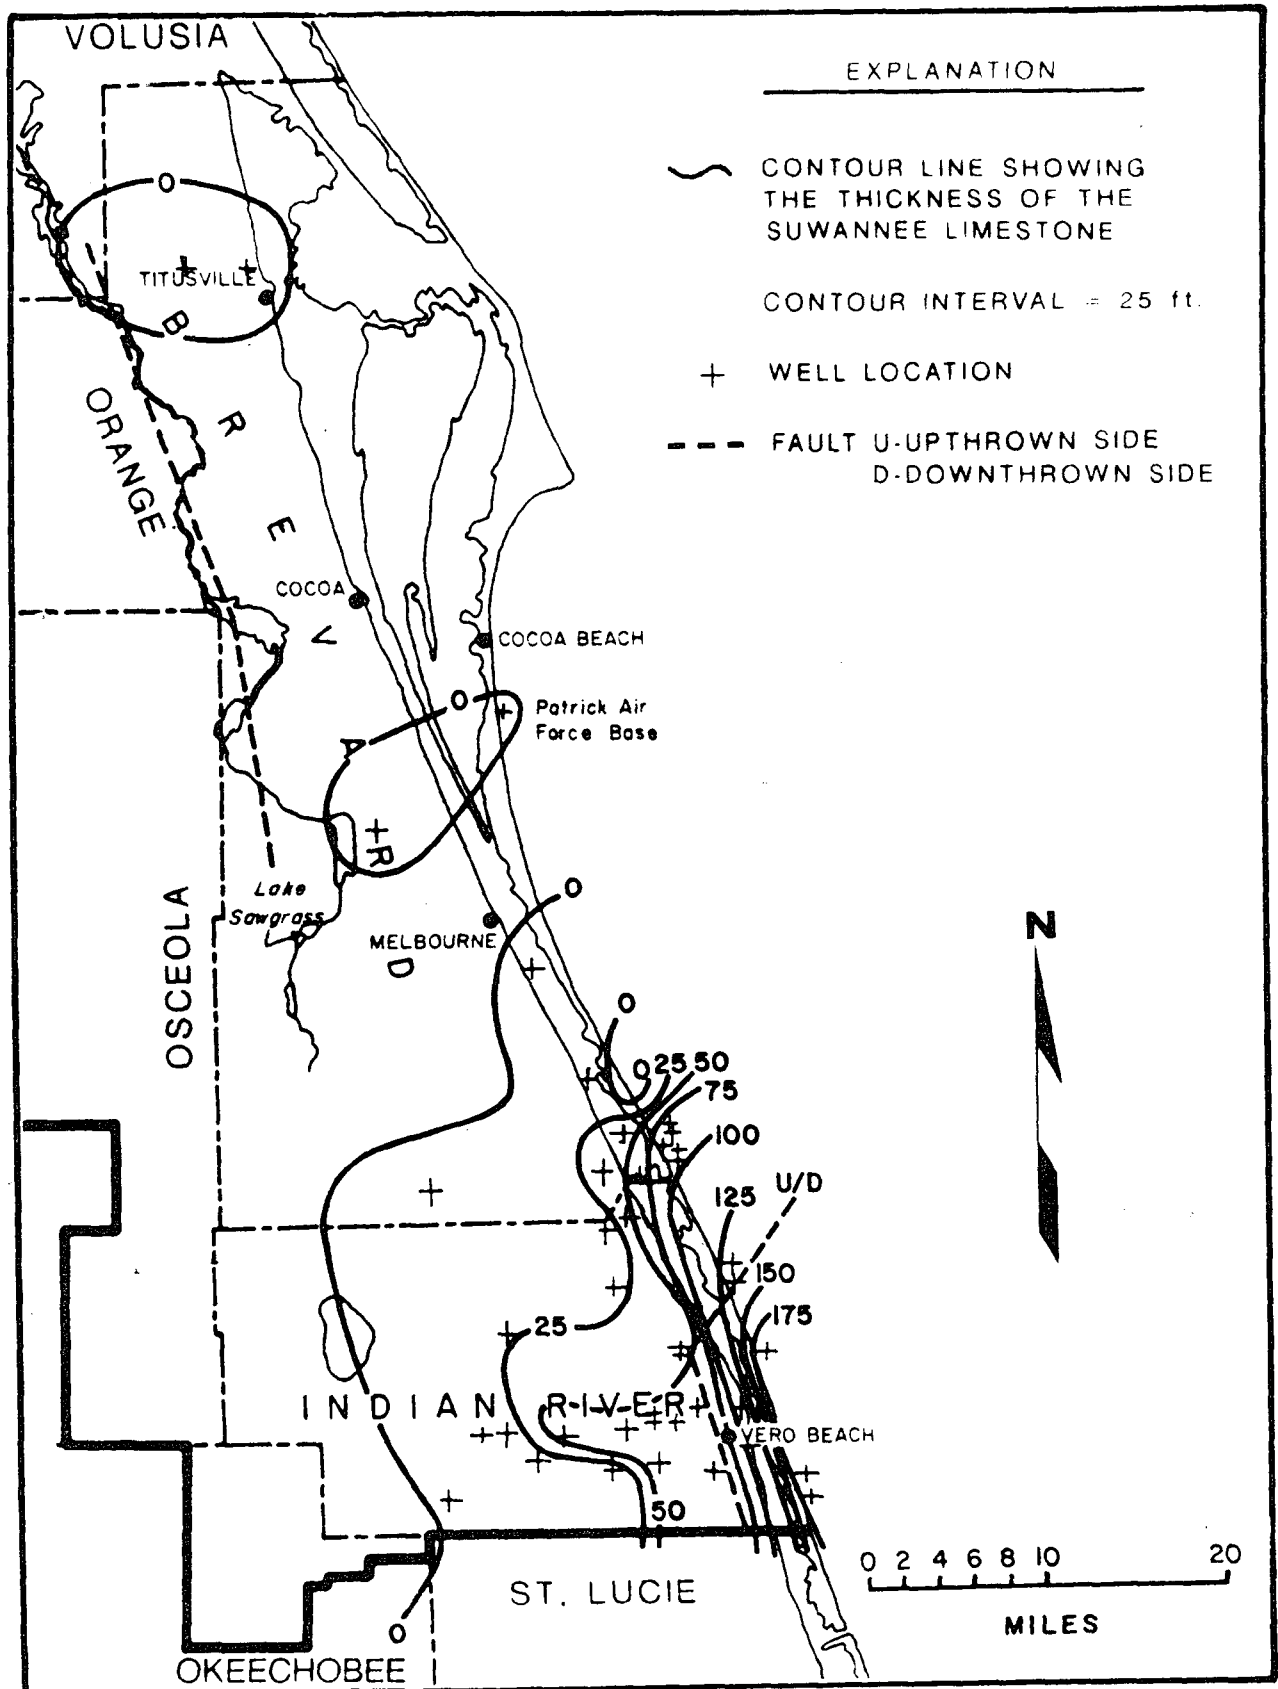 VOLUSIA
EXPLANATION
CONTOUR LINE SHOWING
THE THICKNESS OF THE
SUWANNEE LIMESTONE
CONTOUR INTERVAL = 25 ft.
WELL LOCATION
FAULT U-UPTHROWN SIDE
D-DOWNTHROWN SIDE
0
TITUSVILLE
BREVARD
ORANGE
COCOA
COCOA BEACH
0
Patrick Air
Force Base
Lake
Sawgrass
OSCEOLA
MELBOURNE
0
N
0
0 25 50
75
100
U/D
125
150
175
25
INDIAN RIVER
VERO BEACH
50
0
ST. LUCIE
OKEECHOBEE
0 2 4 6 8 10 20
MILES